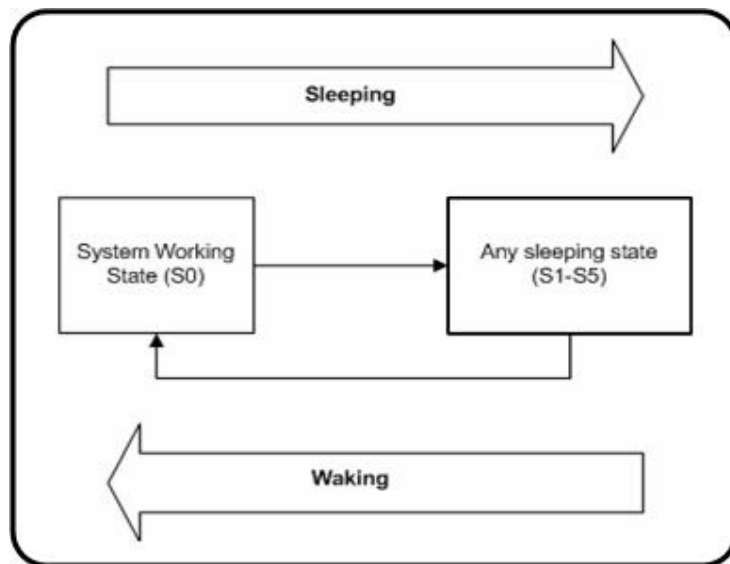 Sleeping
System Working
State (S0)
Any sleeping state
(S1-S5)
Waking